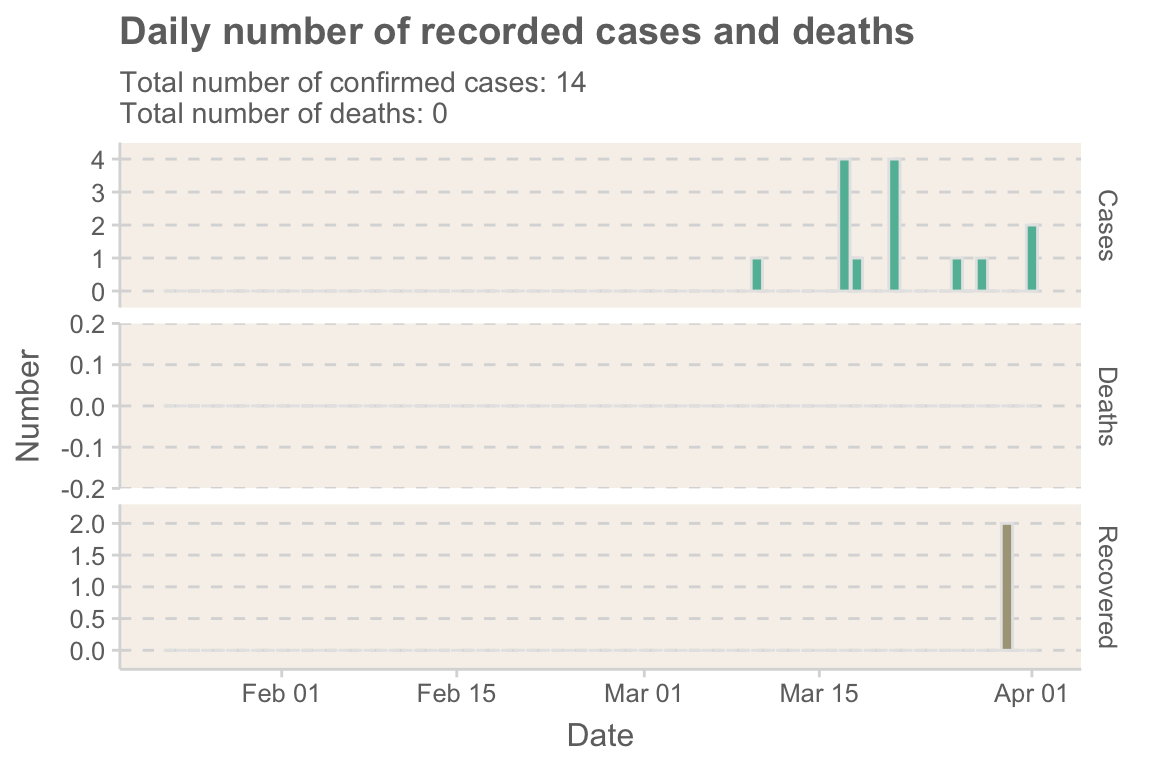 Daily number of recorded cases and deaths
Total number of confirmed cases: 14
Total number of deaths: 0
4
3
2
1
0
Cases
0.2
0.1
0.0
-0.1
-0.2
Deaths
Number
2.0
1.5
1.0
0.5
0.0
Recovered
Feb 01 Feb 15 Mar 01 Mar 15 Apr 01
Date